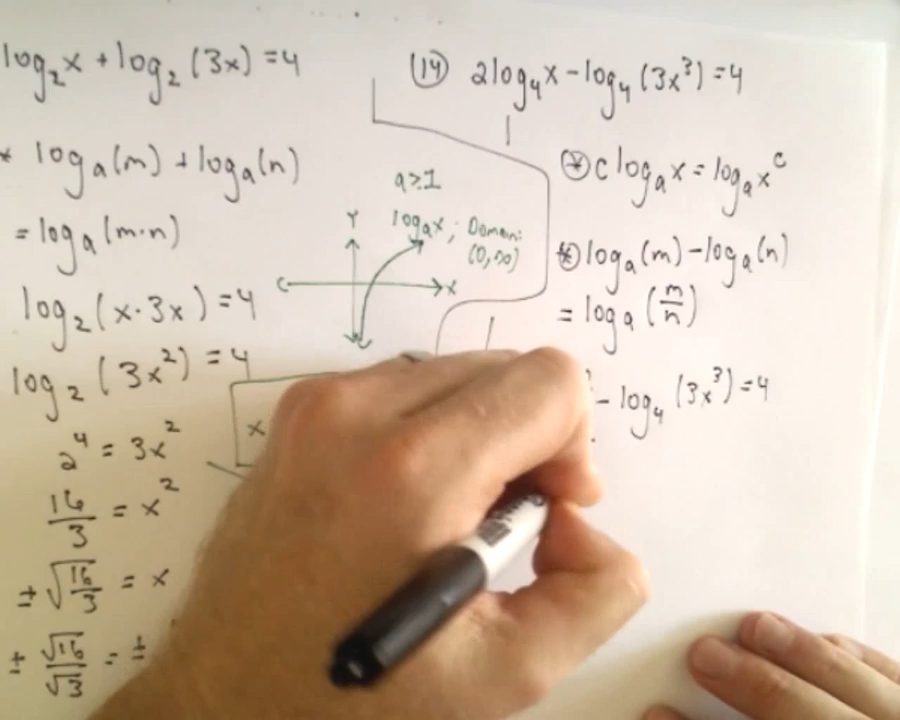 log₂x + log₂(3x) = 4
* logₐ(m) + logₐ(n)
= logₐ(m·n)
log₂(x·3x) = 4
log₂(3x²) = 4
2⁴ = 3x²
16/3 = x²
± √(16/3) = x
± √16/√3 = ±
a>1
Y
logₐx; Domain:
(0,∞)
x
x
(14) 2log₄x - log₄(3x³) = 4
* c logₐx = logₐxᶜ
* logₐ(m) - logₐ(n)
= logₐ(m/n)
- log₄(3x³) = 4